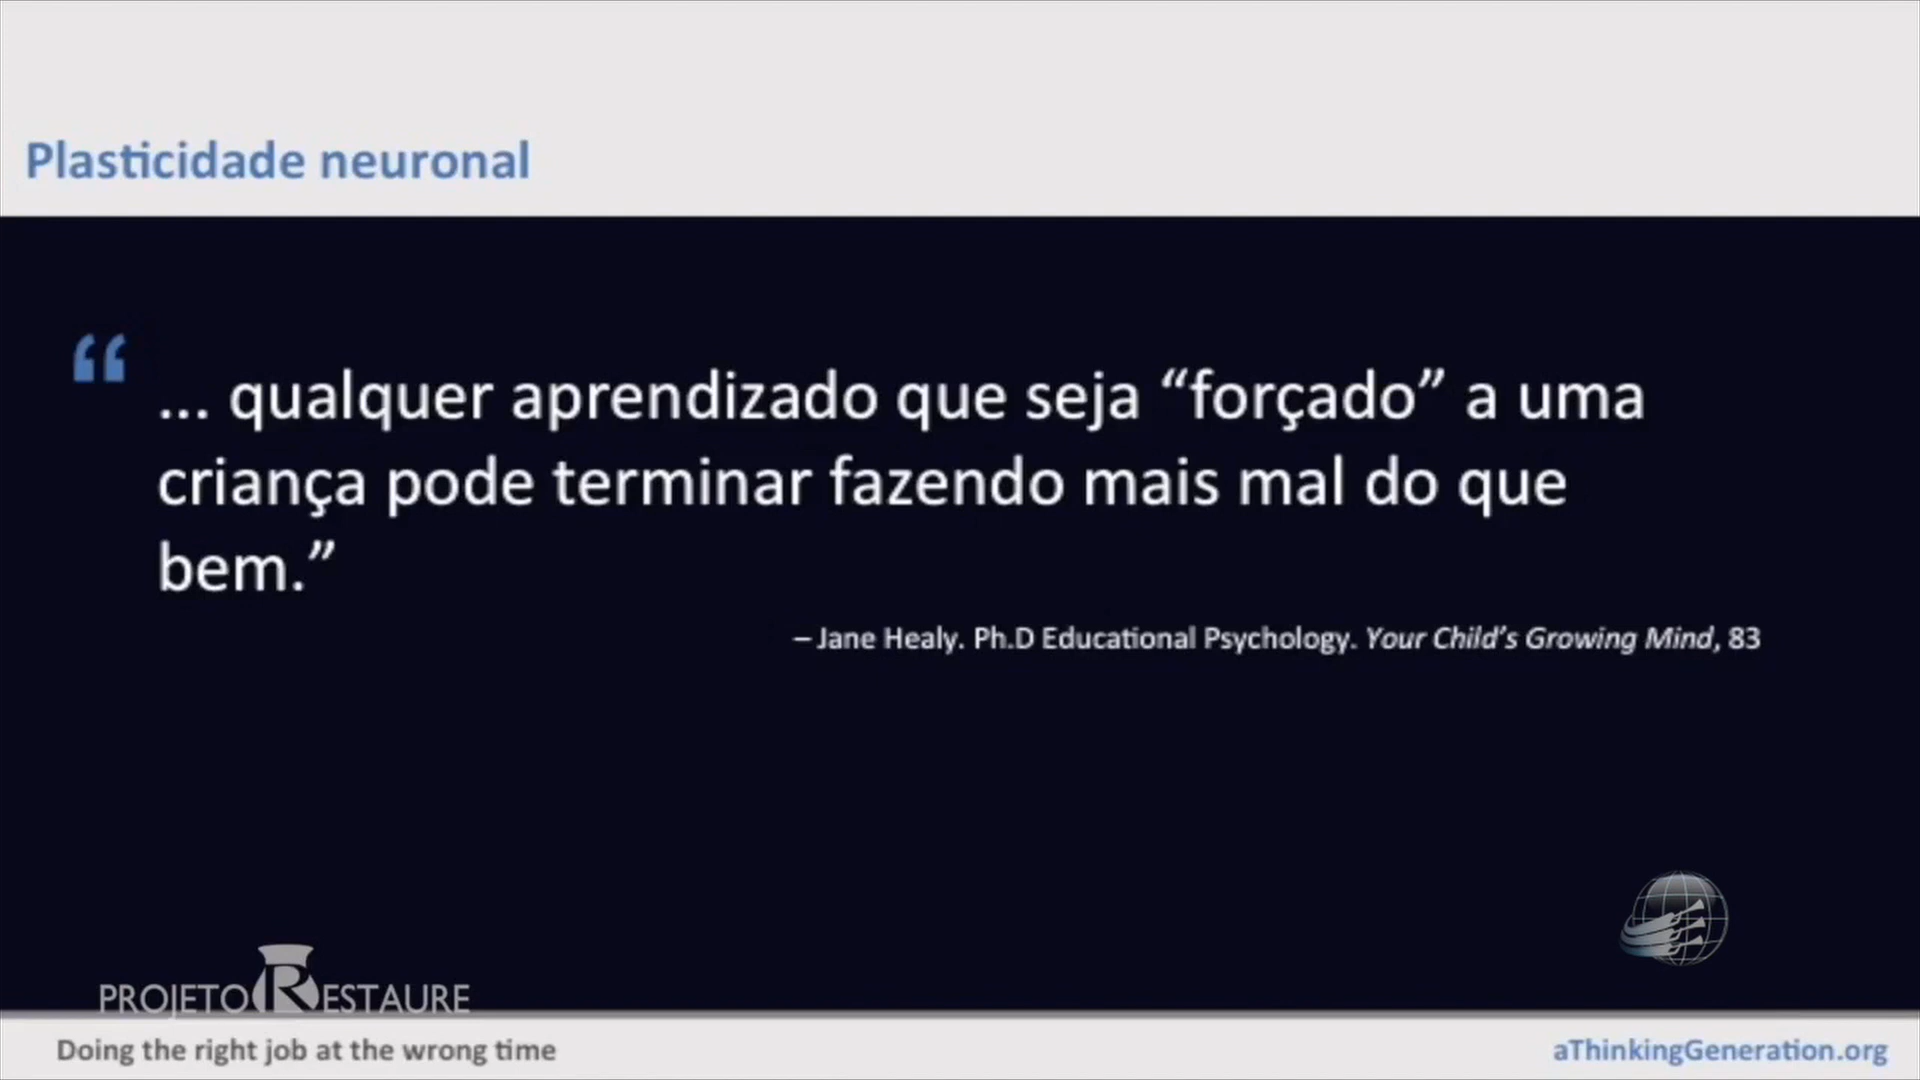 Plasticidade neuronal
“
... qualquer aprendizado que seja “forçado” a uma
criança pode terminar fazendo mais mal do que
bem.”
– Jane Healy. Ph.D Educational Psychology. Your Child’s Growing Mind, 83
PROJETO RESTAURE
Doing the right job at the wrong time
aThinkingGeneration.org